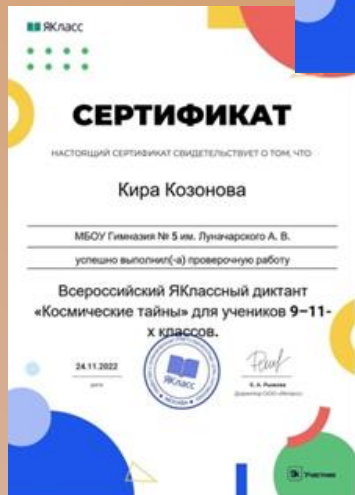 ЯКласс
СЕРТИФИКАТ
НАСТОЯЩИЙ СЕРТИФИКАТ СВИДЕТЕЛЬСТВУЕТ О ТОМ, ЧТО
Кира Козонова
МБОУ Гимназия № 5 им. Луначарского А. В.
успешно выполнил(-а) проверочную работу
Всероссийский ЯКлассный диктант
«Космические тайны» для учеников 9–11-
х классов.
24.11.2022
дата
ЯКласс
МОСКВА
Директор ООО «ЯКласс»
Участник